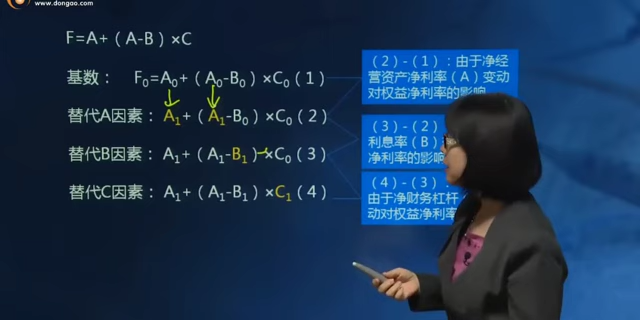 www.dongao.com
F=A+（A-B）×C
基数： F₀=A₀+（A₀-B₀）×C₀（1）
替代A因素： A₁+（A₁-B₀）×C₀（2）
替代B因素： A₁+（A₁-B₁）×C₀（3）
替代C因素： A₁+（A₁-B₁）×C₁（4）
（2）-（1）：由于净经
营资产净利率（A）变动
对权益净利率的影响
（3）-（2）
利息率（B）
净利率的影响
（4）-（3）：
由于净财务杠杆
动对权益净利率